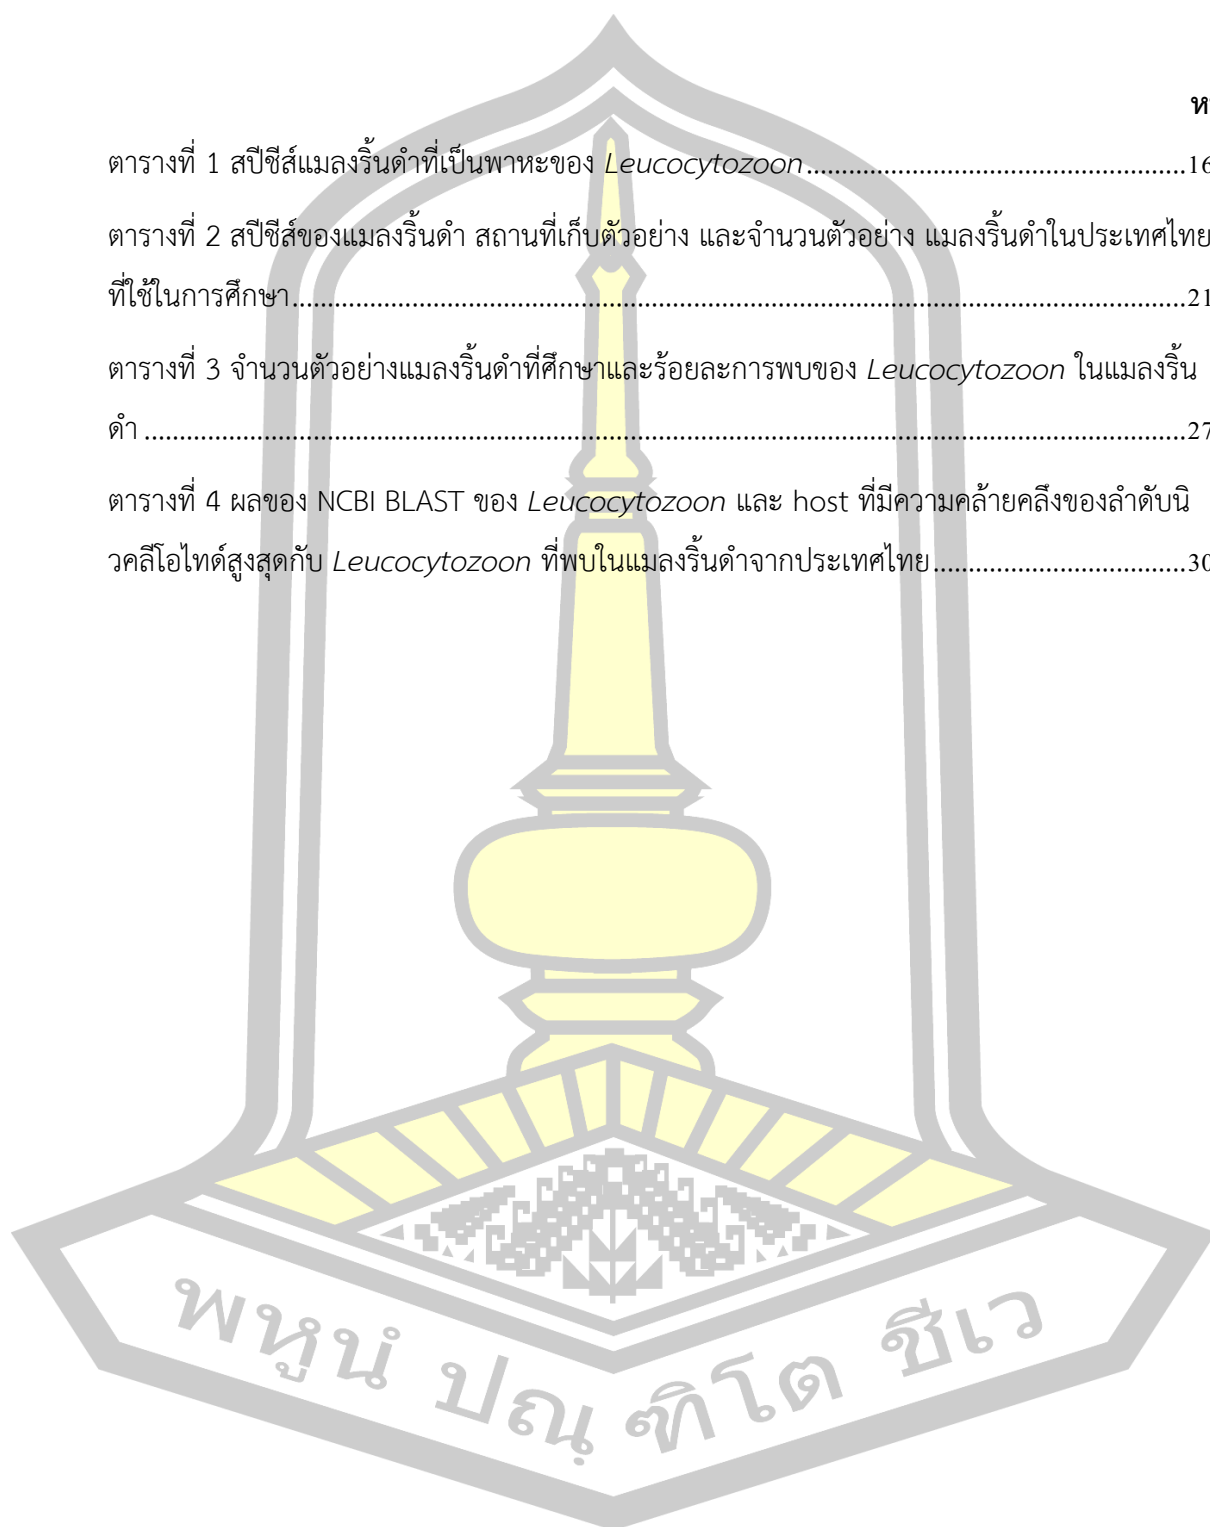 ตารางที่ 1 สปีชีส์แมลงริ้นดำที่เป็นพาหะของ Leucocytozoon ........................................................ 16
ตารางที่ 2 สปีชีส์ของแมลงริ้นดำ สถานที่เก็บตัวอย่าง และจำนวนตัวอย่าง แมลงริ้นดำในประเทศไทย
ที่ใช้ในการศึกษา ........................................................ 21
ตารางที่ 3 จำนวนตัวอย่างแมลงริ้นดำที่ศึกษาและร้อยละการพบของ Leucocytozoon ในแมลงริ้น
ดำ ........................................................ 27
ตารางที่ 4 ผลของ NCBI BLAST ของ Leucocytozoon และ host ที่มีความคล้ายคลึงของลำดับนิ
วคลีโอไทด์สูงสุดกับ Leucocytozoon ที่พบในแมลงริ้นดำจากประเทศไทย ........................................ 30
พหูนํ ปณฺ ฑิโต ชีเว